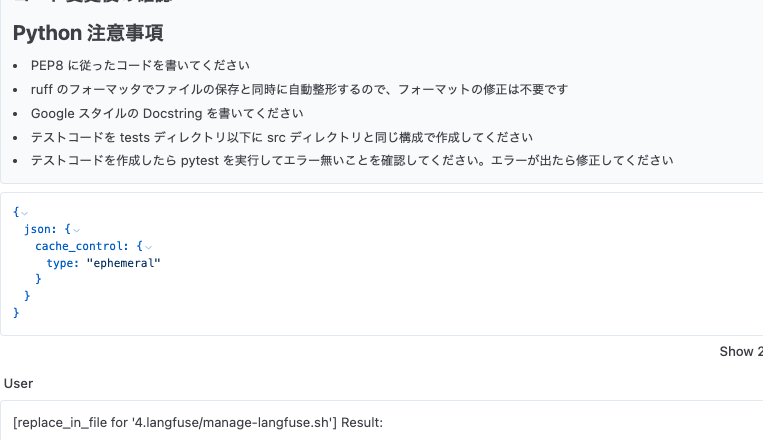 Python 注意事項
PEP8 に従ったコードを書いてください
ruff のフォーマッタでファイルの保存と同時に自動整形するので、フォーマットの修正は不要です
Google スタイルの Docstring を書いてください
テストコードを tests ディレクトリ以下に src ディレクトリと同じ構成で作成してください
テストコードを作成したら pytest を実行してエラー無いことを確認してください。エラーが出たら修正してください
{
json: {
cache_control: {
type: "ephemeral"
}
}
}
Show 2
User
[replace_in_file for '4.langfuse/manage-langfuse.sh'] Result: